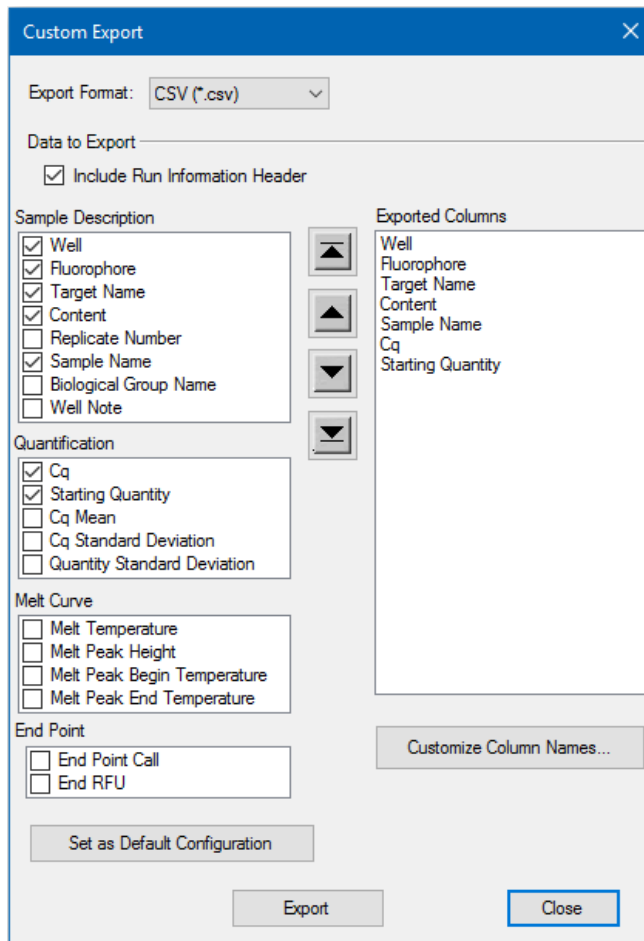 Custom Export
Export Format: CSV (*.csv)
Data to Export
Include Run Information Header
Sample Description
Well
Fluorophore
Target Name
Content
Replicate Number
Sample Name
Biological Group Name
Well Note
Quantification
Cq
Starting Quantity
Cq Mean
Cq Standard Deviation
Quantity Standard Deviation
Melt Curve
Melt Temperature
Melt Peak Height
Melt Peak Begin Temperature
Melt Peak End Temperature
End Point
End Point Call
End RFU
Set as Default Configuration
Exported Columns
Well
Fluorophore
Target Name
Content
Sample Name
Cq
Starting Quantity
Customize Column Names...
Export
Close